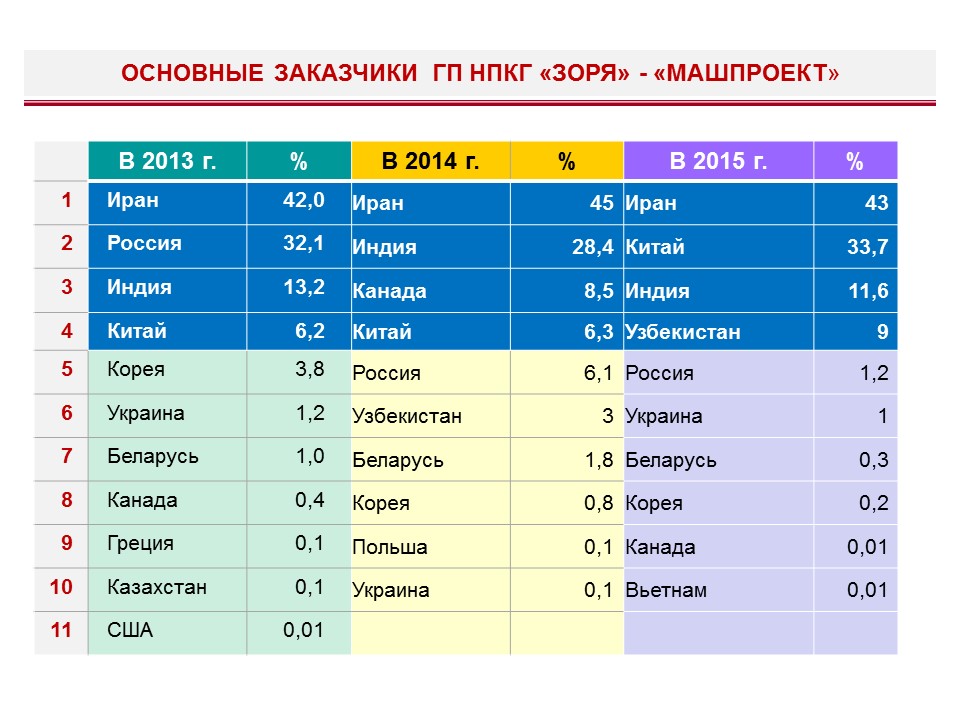 ОСНОВНЫЕ ЗАКАЗЧИКИ ГП НПКГ «ЗОРЯ» - «МАШПРОЕКТ»
В 2013 г. % В 2014 г. % В 2015 г. %
1 Иран 42,0 Иран 45 Иран 43
2 Россия 32,1 Индия 28,4 Китай 33,7
3 Индия 13,2 Канада 8,5 Индия 11,6
4 Китай 6,2 Китай 6,3 Узбекистан 9
5 Корея 3,8 Россия 6,1 Россия 1,2
6 Украина 1,2 Узбекистан 3 Украина 1
7 Беларусь 1,0 Беларусь 1,8 Беларусь 0,3
8 Канада 0,4 Корея 0,8 Корея 0,2
9 Греция 0,1 Польша 0,1 Канада 0,01
10 Казахстан 0,1 Украина 0,1 Вьетнам 0,01
11 США 0,01